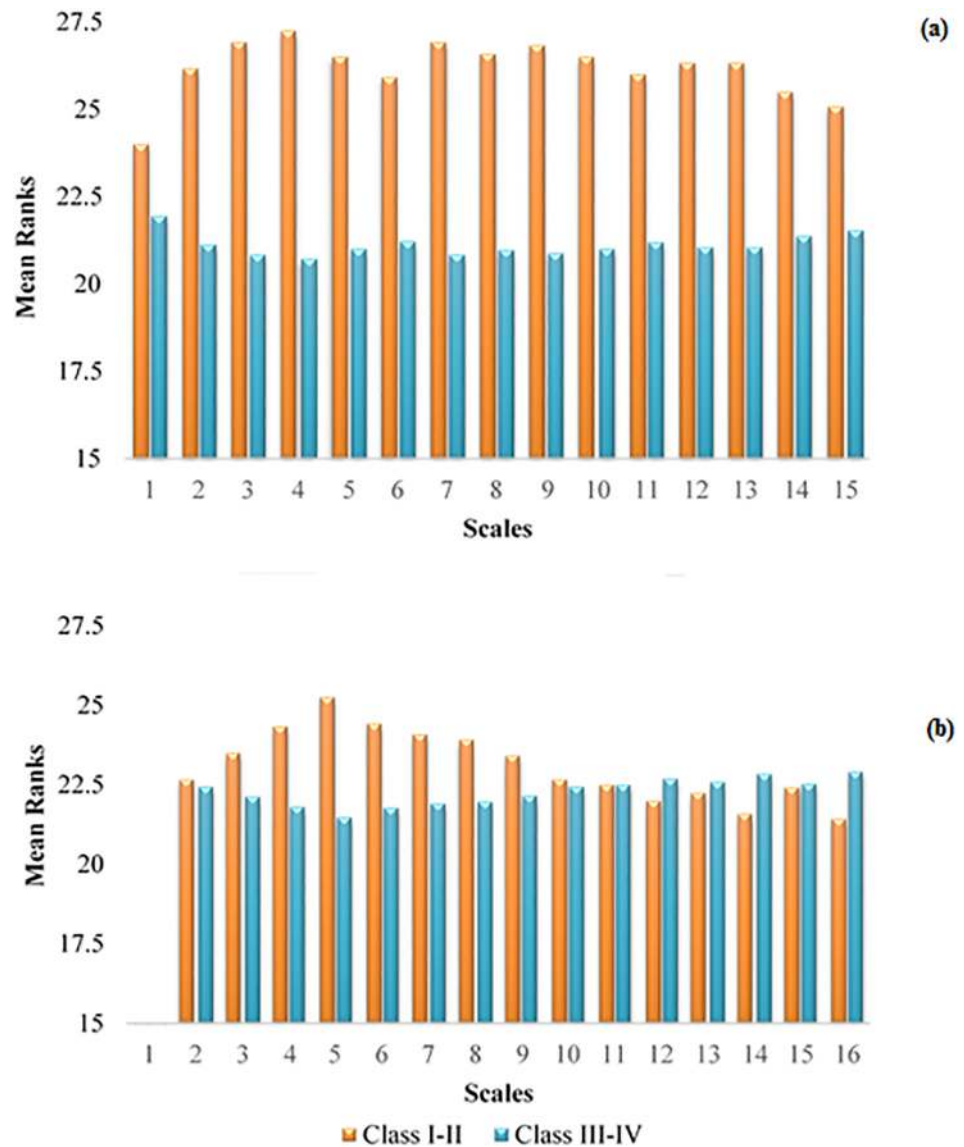 (a)
27.5
25
22.5
20
17.5
15
Mean Ranks
1 2 3 4 5 6 7 8 9 10 11 12 13 14 15
Scales
(b)
27.5
25
22.5
20
17.5
15
Mean Ranks
1 2 3 4 5 6 7 8 9 10 11 12 13 14 15 16
Scales
Class I-II Class III-IV